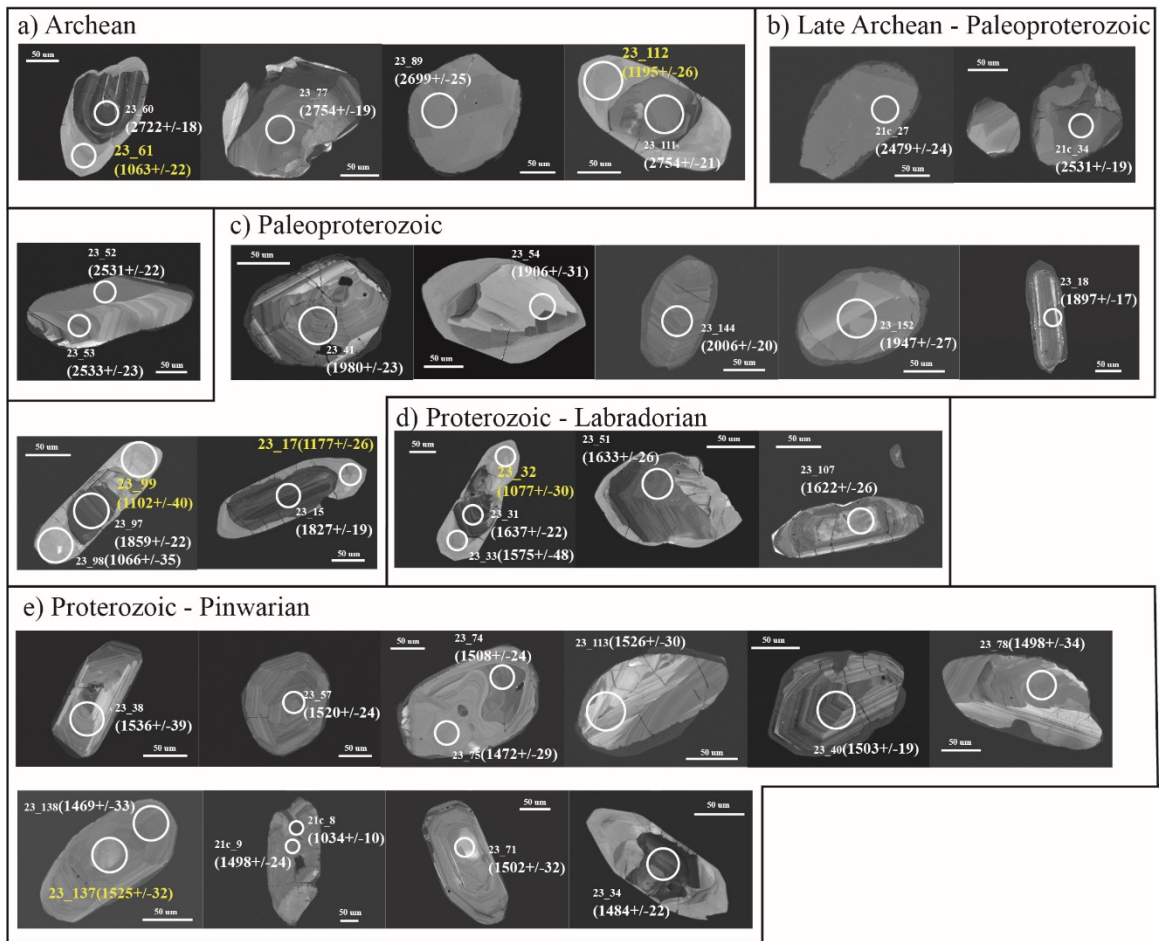 a) Archean
50 um
23_60
(2722+/-18)
23_61
(1063+/-22)
23_77
(2754+/-19)
50 um
23_89
(2699+/-25)
50 um
23_112
(1195+/-26)
23_111-
(2754+/-21)
50 um
b) Late Archean - Paleoproterozoic
21c_27
(2479+/-24)
50 um
50 um
21c_34
(2531+/-19)
23_52
(2531+/-22)
23_53
(2533+/-23)
50 um
c) Paleoproterozoic
50 um
23_41
(1980+/-23)
23_54
(1906+/-31)
50 um
23_144
(2006+/-20)
50 um
23_152
(1947+/-27)
50 um
23_18
(1897+/-17)
50 um
50 um
23_99
(1102+/-40)
23_97
(1859+/-22)
23_98(1066+/-35)
23_17(1177+/-26)
23_15
(1827+/-19)
50 um
d) Proterozoic - Labradorian
50 um
23_32
(1077+/-30)
23_31
(1637+/-22)
23_33(1575+/-48)
23_51
(1633+/-26)
50 um
50 um
23_107
(1622+/-26)
e) Proterozoic - Pinwarian
23_38
(1536+/-39)
50 um
23_57
(1520+/-24)
50 um
50 um
23_74
(1508+/-24)
23_75(1472+/-29)
23_113(1526+/-30)
50 um
50 um
23_40(1503+/-19)
23_78(1498+/-34)
50 um
23_138(1469+/-33)
23_137(1525+/-32)
50 um
21c_8
(1034+/-10)
21c_9
(1498+/-24)
50 um
50 um
23_71
(1502+/-32)
50 um
23_34
(1484+/-22)